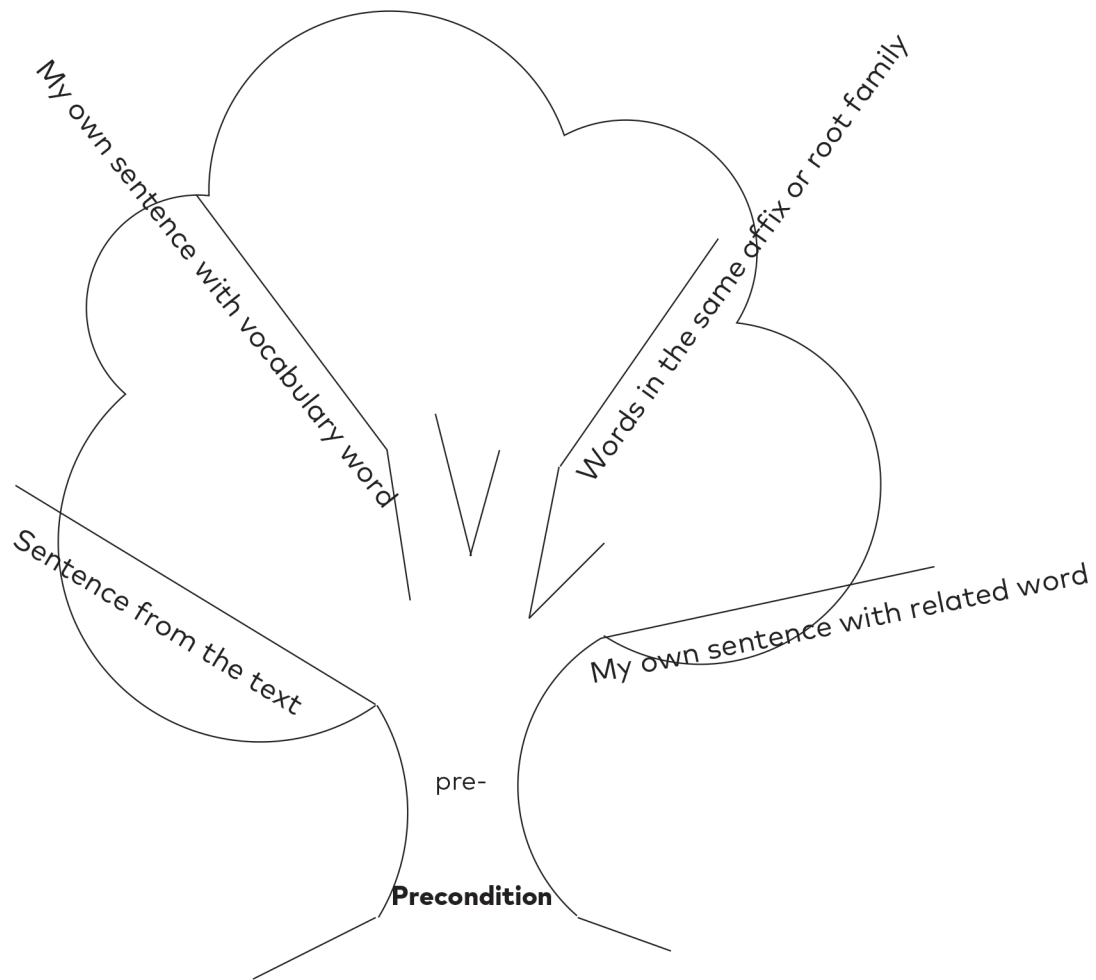 My own sentence with vocabulary word
Words in the same affix or root family
Sentence from the text
My own sentence with related word
pre-
Precondition